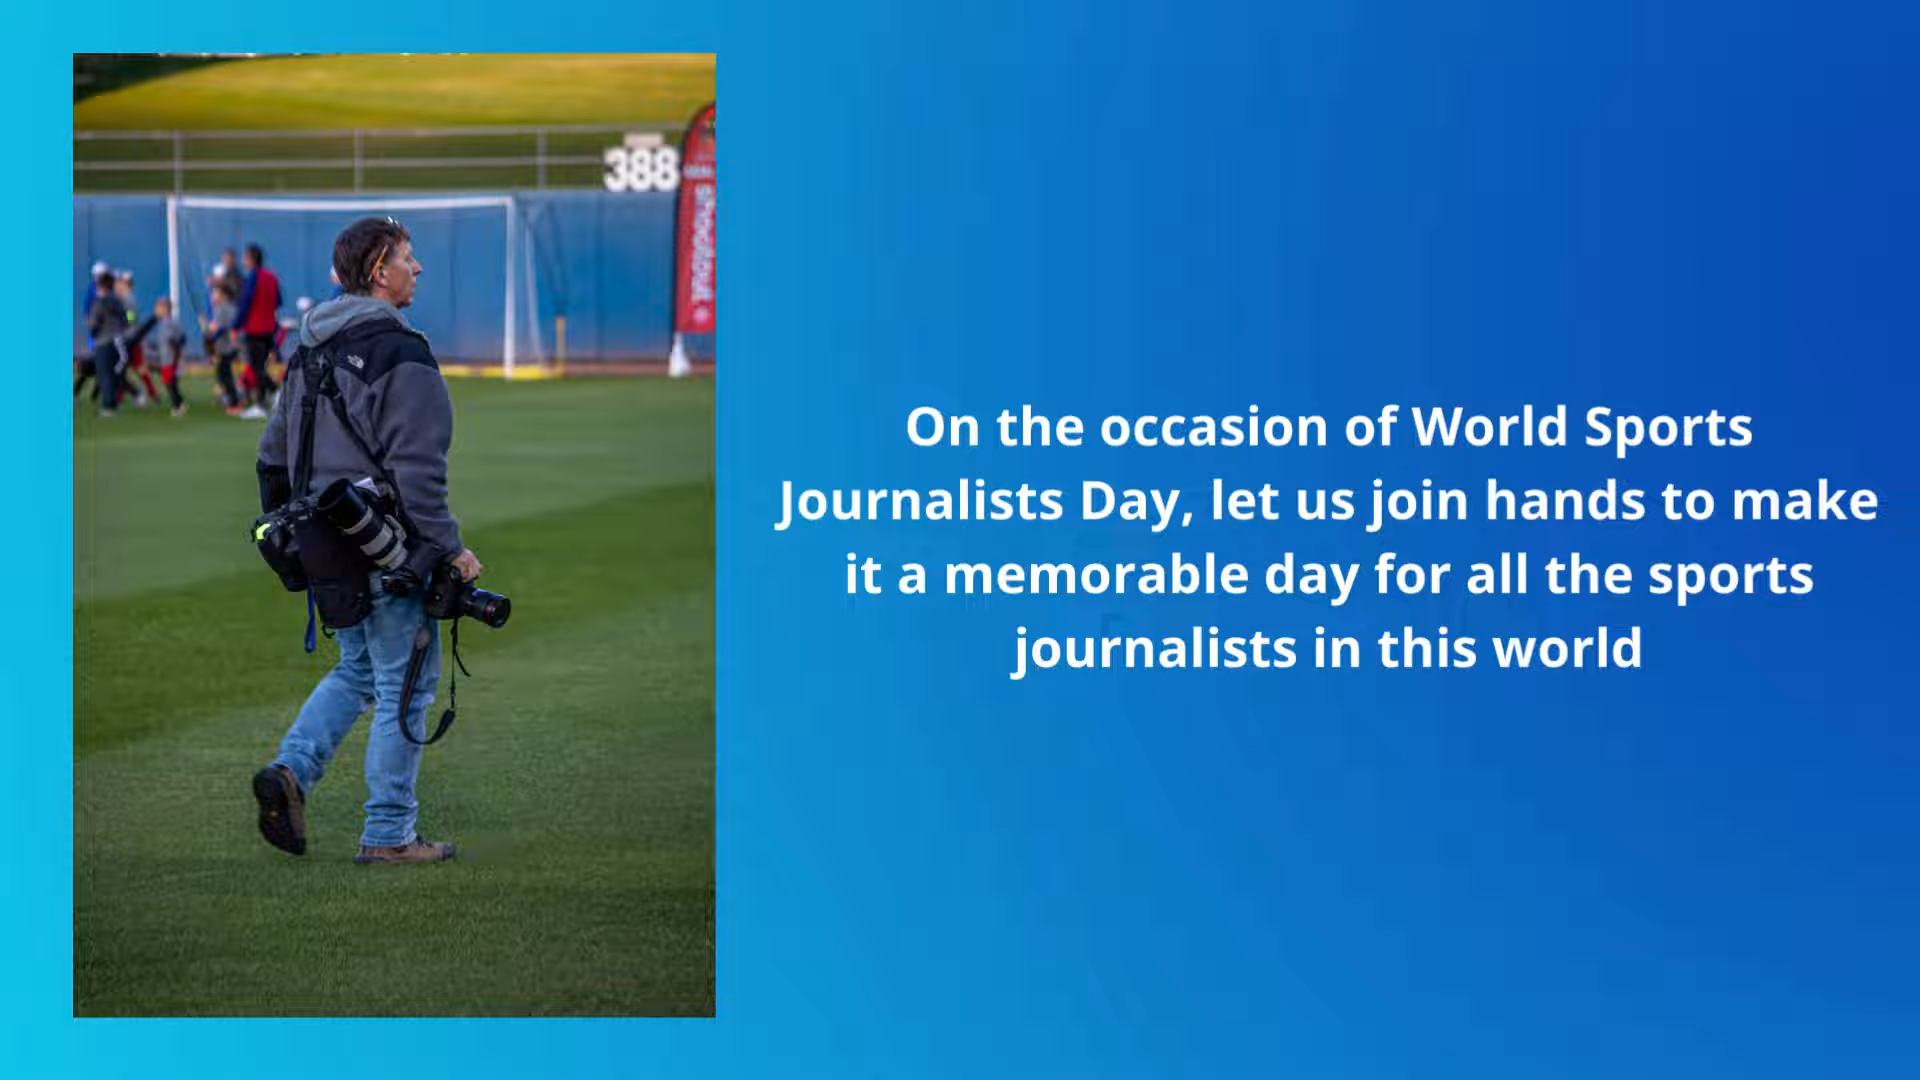 388
shootout
On the occasion of World Sports
Journalists Day, let us join hands to make
it a memorable day for all the sports
journalists in this world